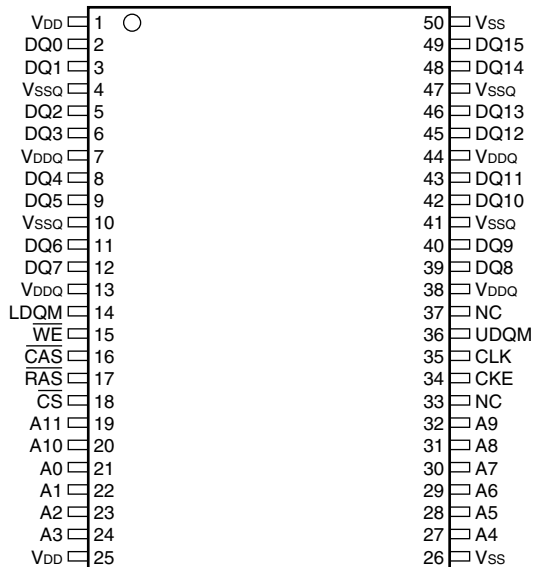 VDD 1 50 VSS
DQ0 2 49 DQ15
DQ1 3 48 DQ14
VSSQ 4 47 VSSQ
DQ2 5 46 DQ13
DQ3 6 45 DQ12
VDDQ 7 44 VDDQ
DQ4 8 43 DQ11
DQ5 9 42 DQ10
VSSQ 10 41 VSSQ
DQ6 11 40 DQ9
DQ7 12 39 DQ8
VDDQ 13 38 VDDQ
LDQM 14 37 NC
W̅E̅ 15 36 UDQM
C̅A̅S̅ 16 35 CLK
R̅A̅S̅ 17 34 CKE
C̅S̅ 18 33 NC
A11 19 32 A9
A10 20 31 A8
A0 21 30 A7
A1 22 29 A6
A2 23 28 A5
A3 24 27 A4
VDD 25 26 VSS